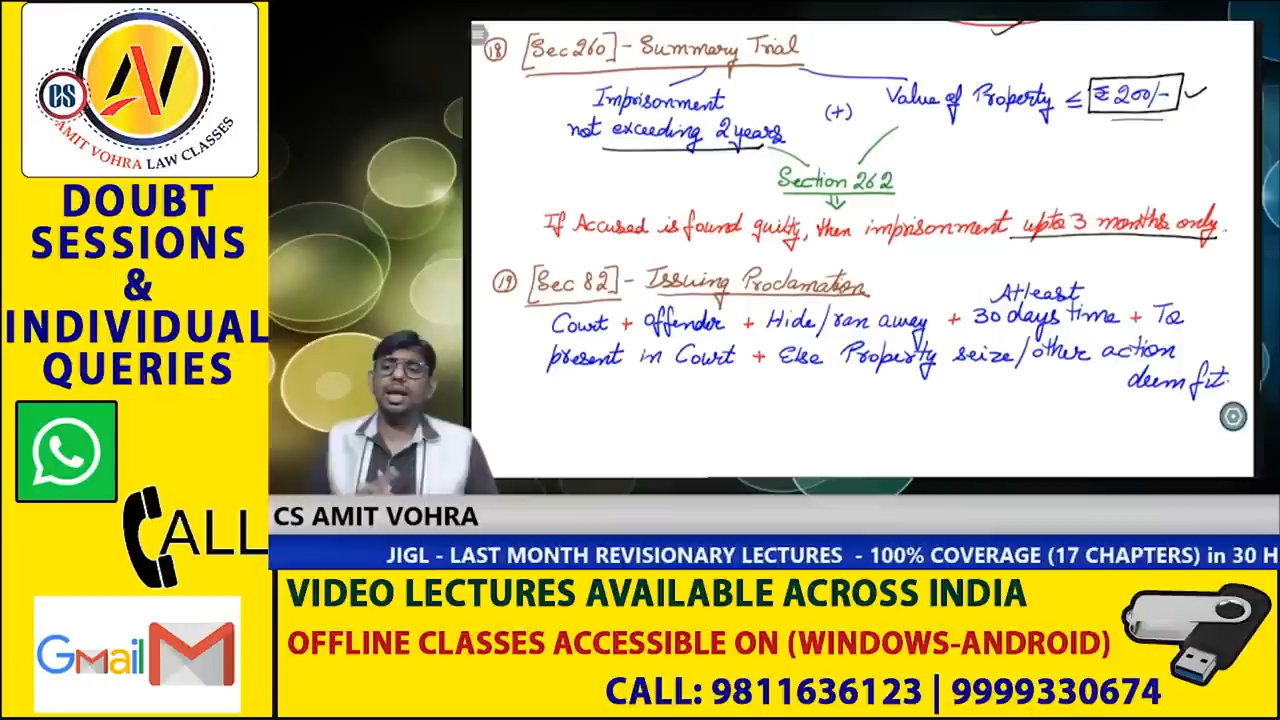 AV
CS
AMIT VOHRA LAW CLASSES
DOUBT
SESSIONS
&
INDIVIDUAL
QUERIES
CALL
Gmail
⑱ [Sec 260] - Summary Trial
Imprisonment
not exceeding 2 years
(+)
Value of Property ≤ ₹ 200/-
Section 262
If Accused is found guilty, then imprisonment upto 3 months only.
⑲ [Sec 82] - Issuing Proclamation
Atleast
Court + offender + Hide/ran away + 30 days time + To
present in Court + Else Property seize/other action
deem fit.
CS AMIT VOHRA
JIGL - LAST MONTH REVISIONARY LECTURES - 100% COVERAGE (17 CHAPTERS) in 30 H
VIDEO LECTURES AVAILABLE ACROSS INDIA
OFFLINE CLASSES ACCESSIBLE ON (WINDOWS-ANDROID)
CALL: 9811636123 | 9999330674